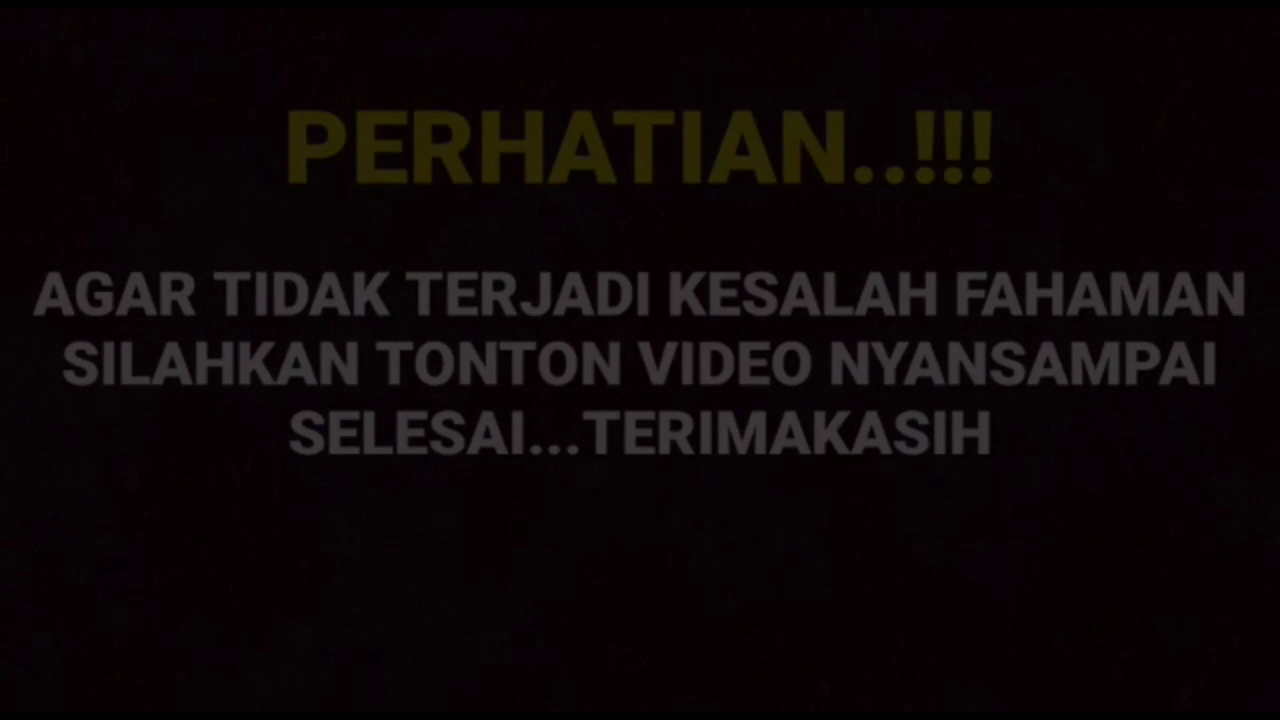 PERHATIAN..!!!
AGAR TIDAK TERJADI KESALAH FAHAMAN
SILAHKAN TONTON VIDEO NYANSAMPAI
SELESAI...TERIMAKASIH